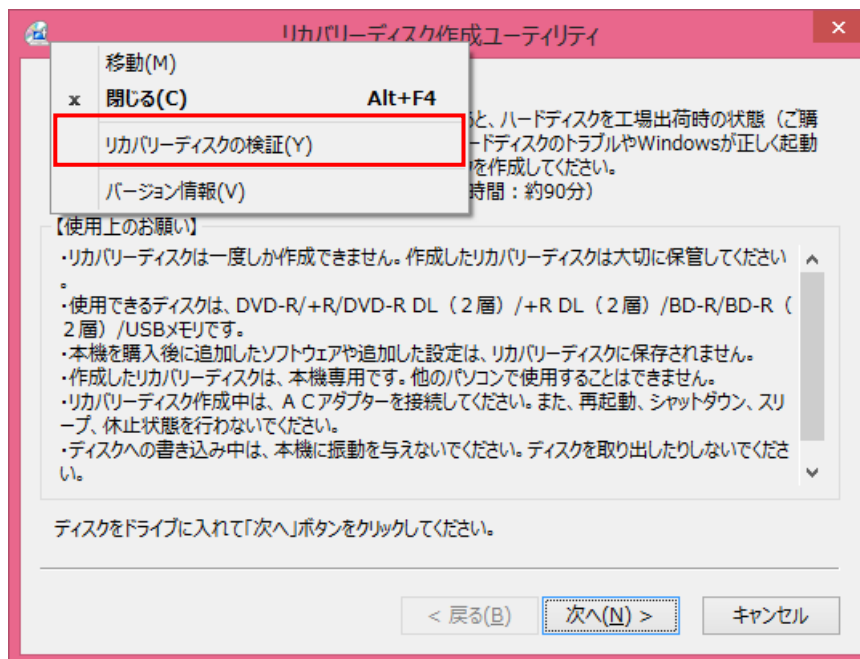 リカバリーディスク作成ユーティリティ
移動(M)
x 閉じる(C) Alt+F4
リカバリーディスクの検証(Y)
バージョン情報(V)
と、ハードディスクを工場出荷時の状態（ご購
ードディスクのトラブルやWindowsが正しく起動
を作成してください。
時間：約90分）
【使用上のお願い】
・リカバリーディスクは一度しか作成できません。作成したリカバリーディスクは大切に保管してください
。
・使用できるディスクは、DVD-R/+R/DVD-R DL（２層）/+R DL（２層）/BD-R/BD-R（
２層）/USBメモリです。
・本機を購入後に追加したソフトウェアや追加した設定は、リカバリーディスクに保存されません。
・作成したリカバリーディスクは、本機専用です。他のパソコンで使用することはできません。
・リカバリーディスク作成中は、ＡＣアダプターを接続してください。また、再起動、シャットダウン、スリ
ープ、休止状態を行わないでください。
・ディスクへの書き込み中は、本機に振動を与えないでください。ディスクを取り出したりしないでくださ
い。
ディスクをドライブに入れて「次へ」ボタンをクリックしてください。
< 戻る(B) 次へ(N) > キャンセル